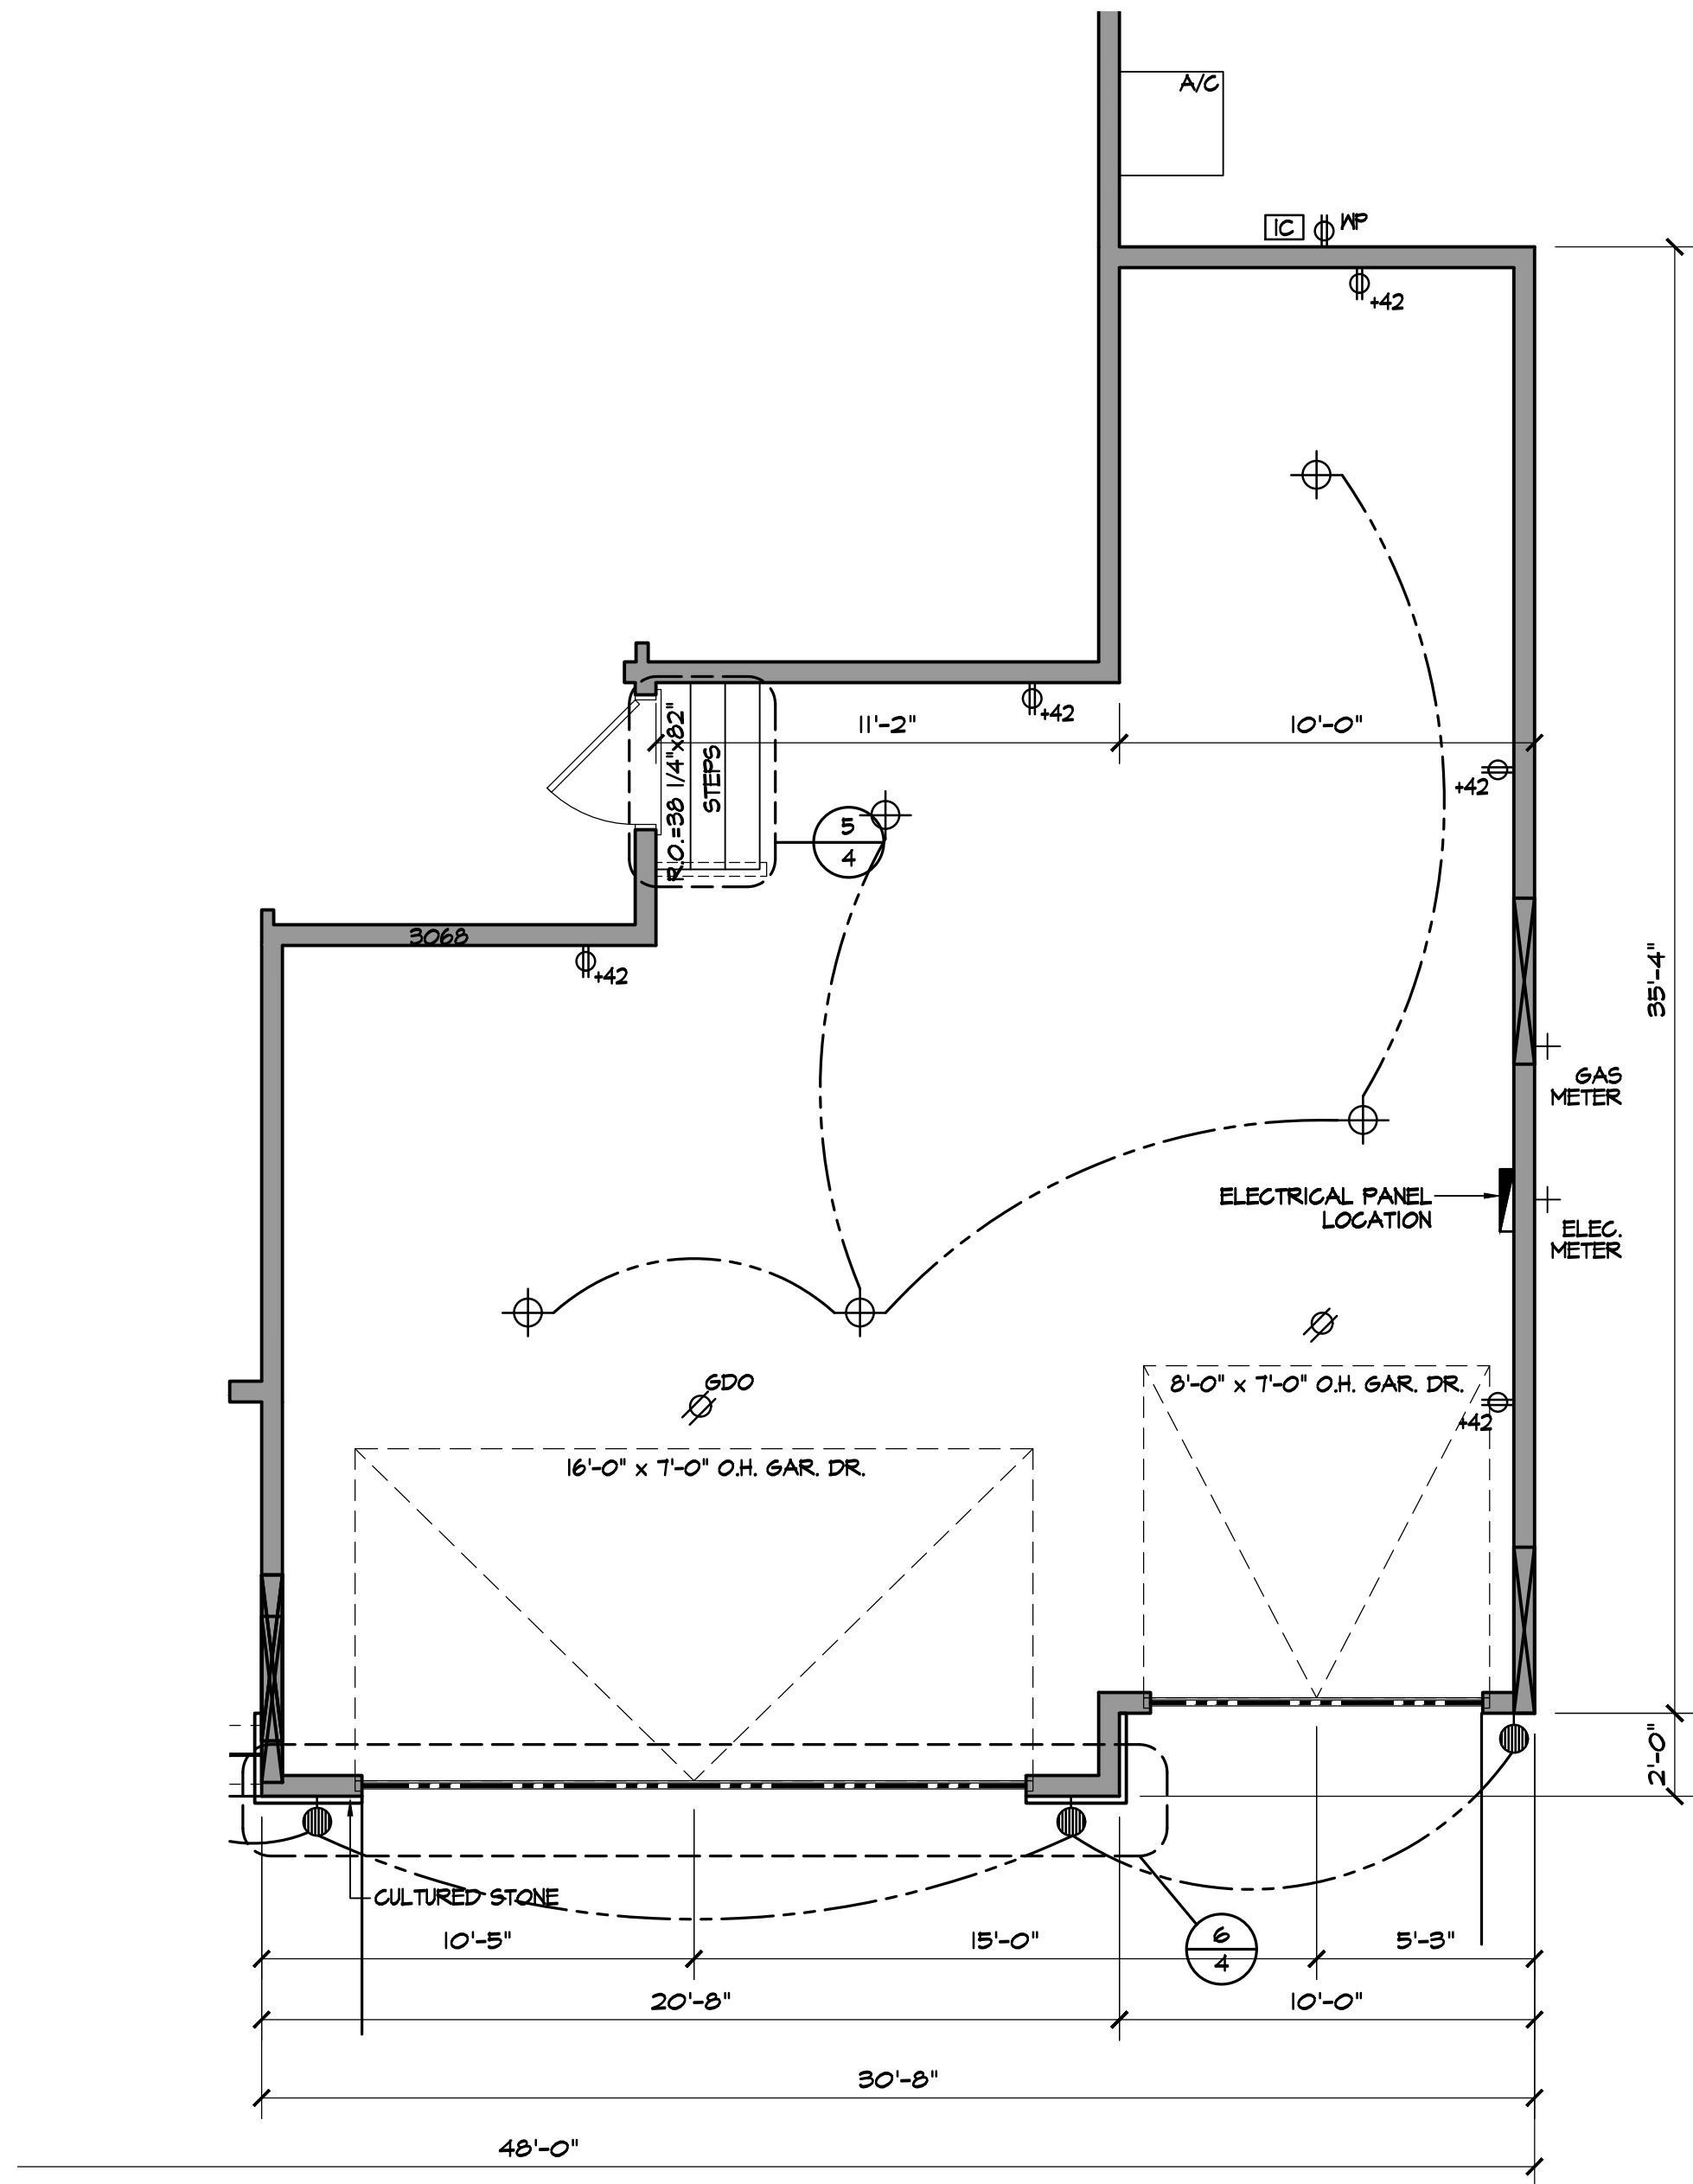 A/C
IC
WP
+42
+42
11'-2"
10'-0"
R.O.=38 1/4"x82"
STEPS
+42
5
4
3068
+42
35'-4"
GAS
METER
ELECTRICAL PANEL
LOCATION
ELEC.
METER
GDO
8'-0" x 7'-0" O.H. GAR. DR.
+42
16'-0" x 7'-0" O.H. GAR. DR.
2'-0"
CULTURED STONE
10'-5"
15'-0"
6
4
5'-3"
20'-8"
10'-0"
30'-8"
48'-0"